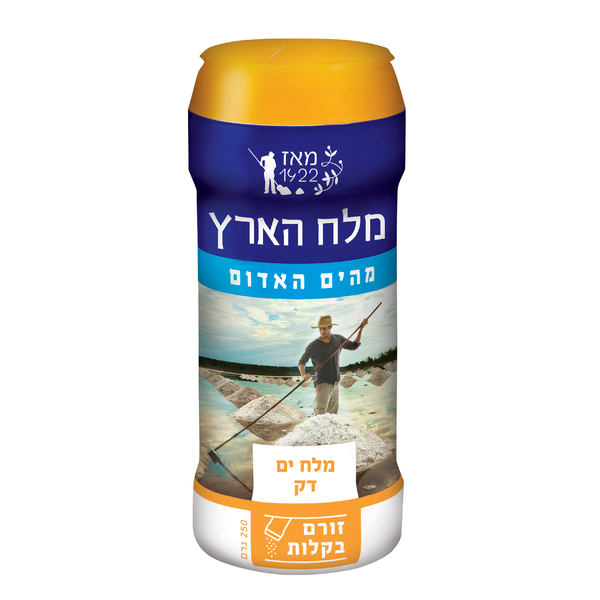 מאז
1922
מלח הארץ
מהים האדום
מלח ים
דק
זורם
בקלות
250 גרם